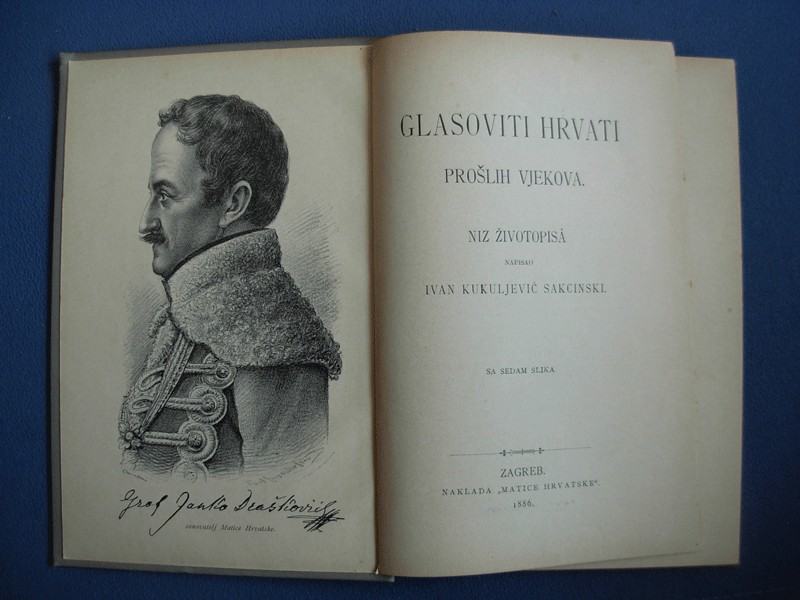 Grof Janko Drašković
osnovatelj Matice Hrvatske.
GLASOVITI HRVATI
PROŠLIH VJEKOVA.
NIZ ŽIVOTOPISÂ
NAPISAO
IVAN KUKULJEVIĆ SAKCINSKI.
SA SEDAM SLIKA
ZAGREB.
NAKLADA „MATICE HRVATSKE“.
1886.